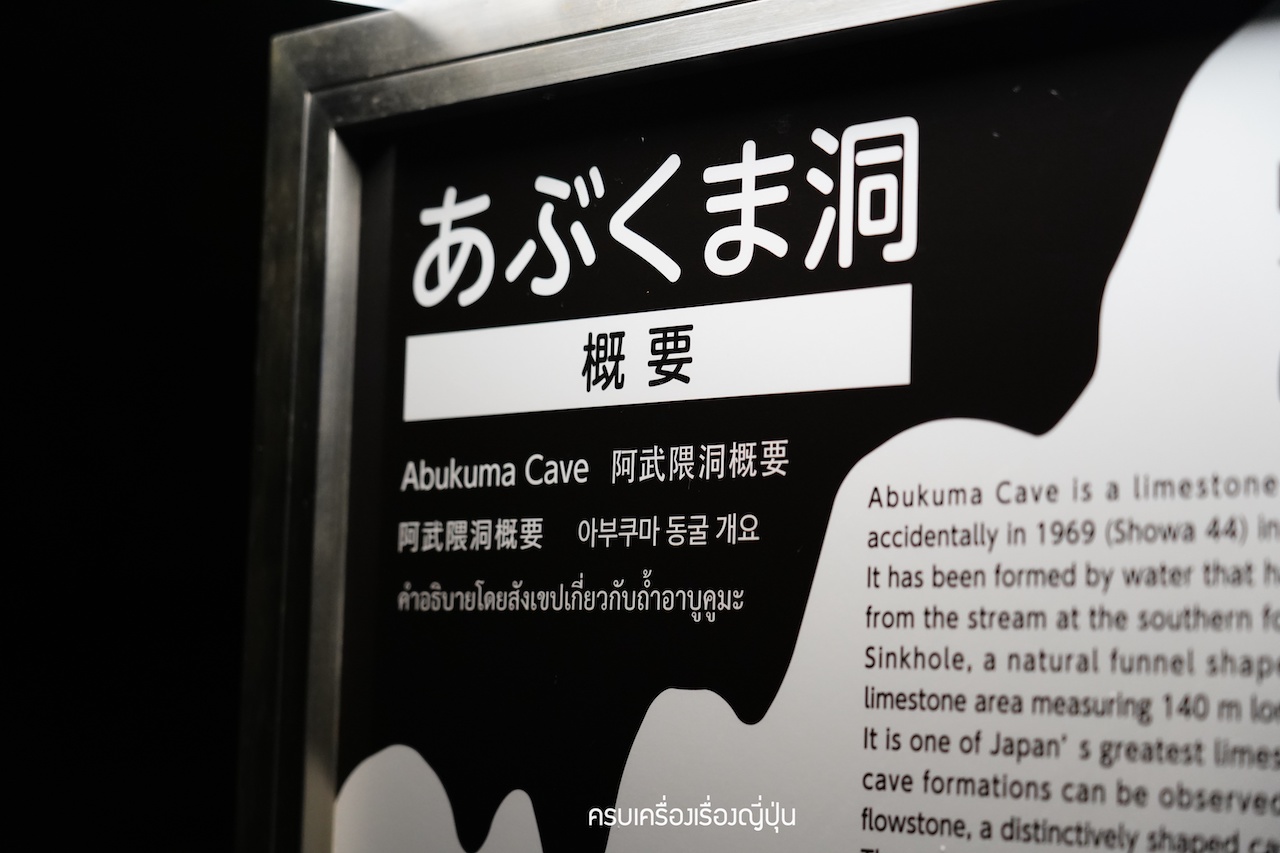 あぶくま洞
概要
Abukuma Cave 阿武隈洞概要
阿武隈洞概要 아부쿠마 동굴 개요
คำอธิบายโดยสังเขปเกี่ยวกับถ้ำอาบูคูมะ
Abukuma Cave is a limestone
accidentally in 1969 (Showa 44) in
It has been formed by water that
from the stream at the southern
Sinkhole, a natural funnel
limestone area measuring 140 m
It is one of Japan's greatest
cave formations can be observed
flowstone, a distinctively shaped
ครบเครื่องเรื่องญี่ปุ่น